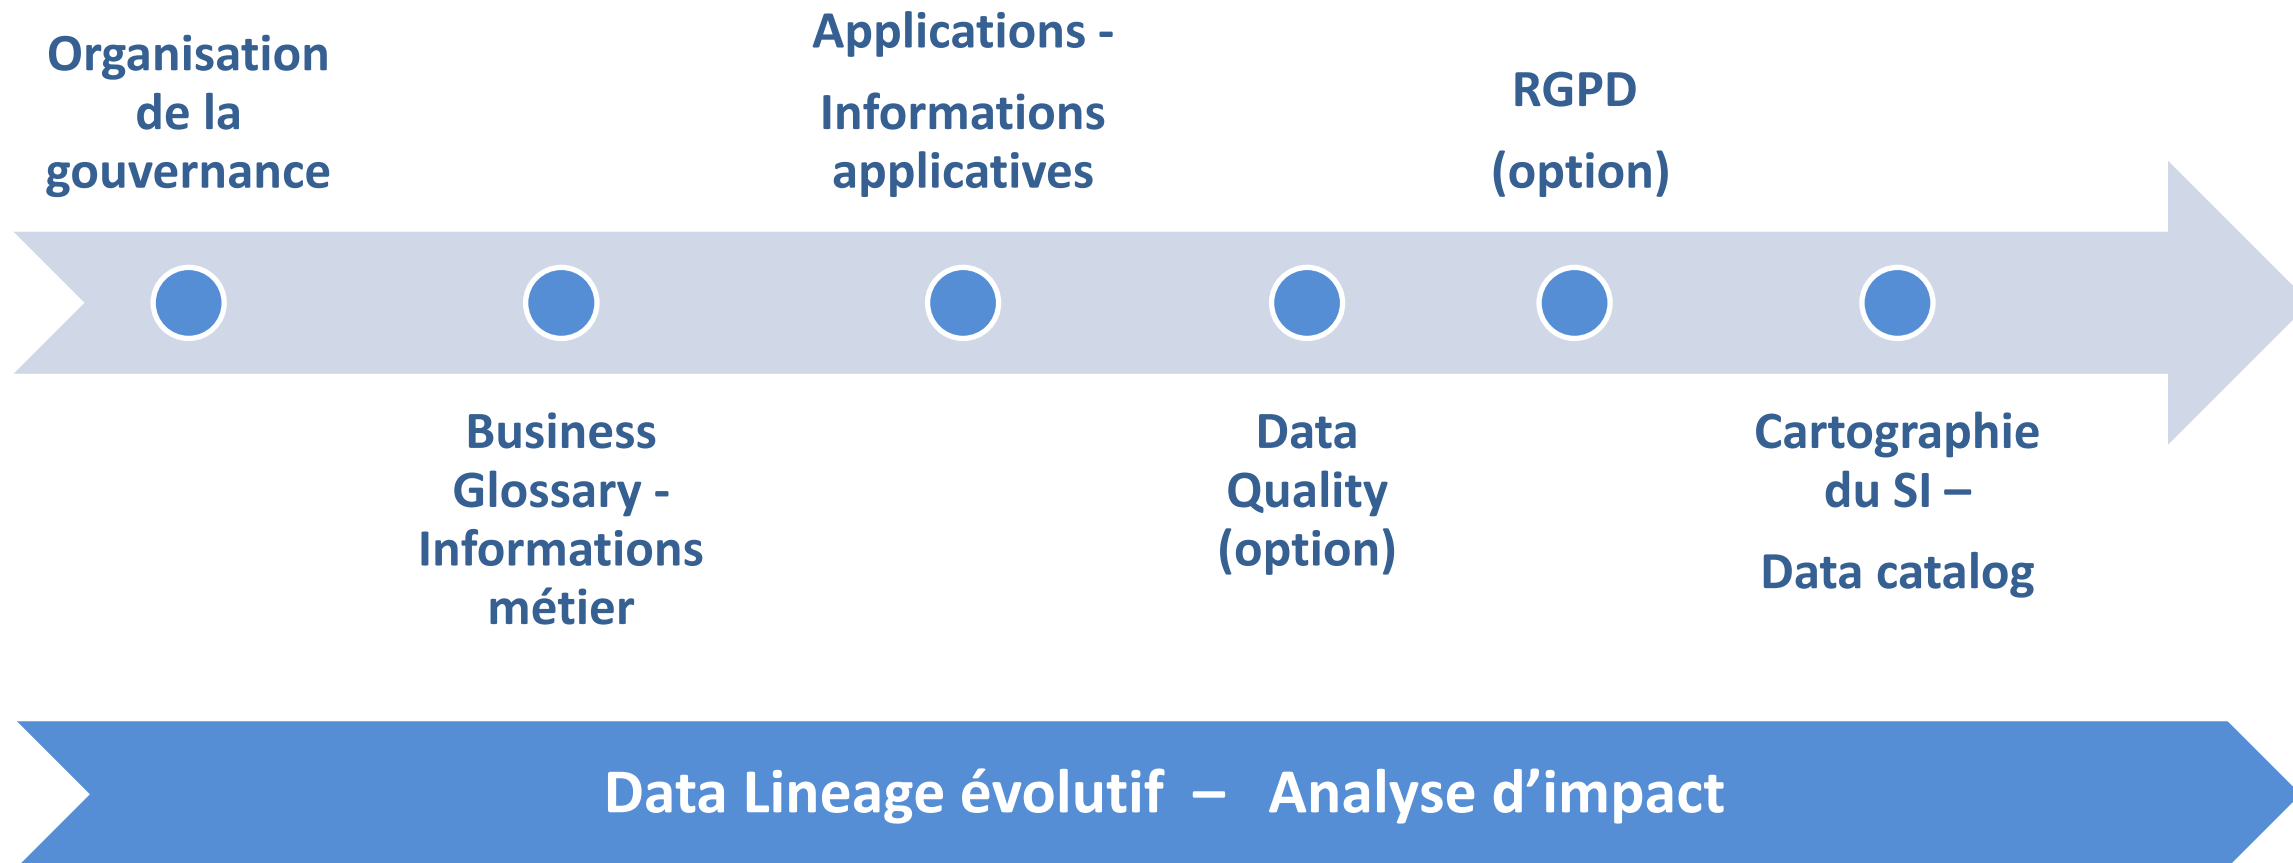 Organisation
de la
gouvernance
Business
Glossary -
Informations
métier
Applications -
Informations
applicatives
Data
Quality
(option)
RGPD
(option)
Cartographie
du SI –
Data catalog
Data Lineage évolutif – Analyse d’impact